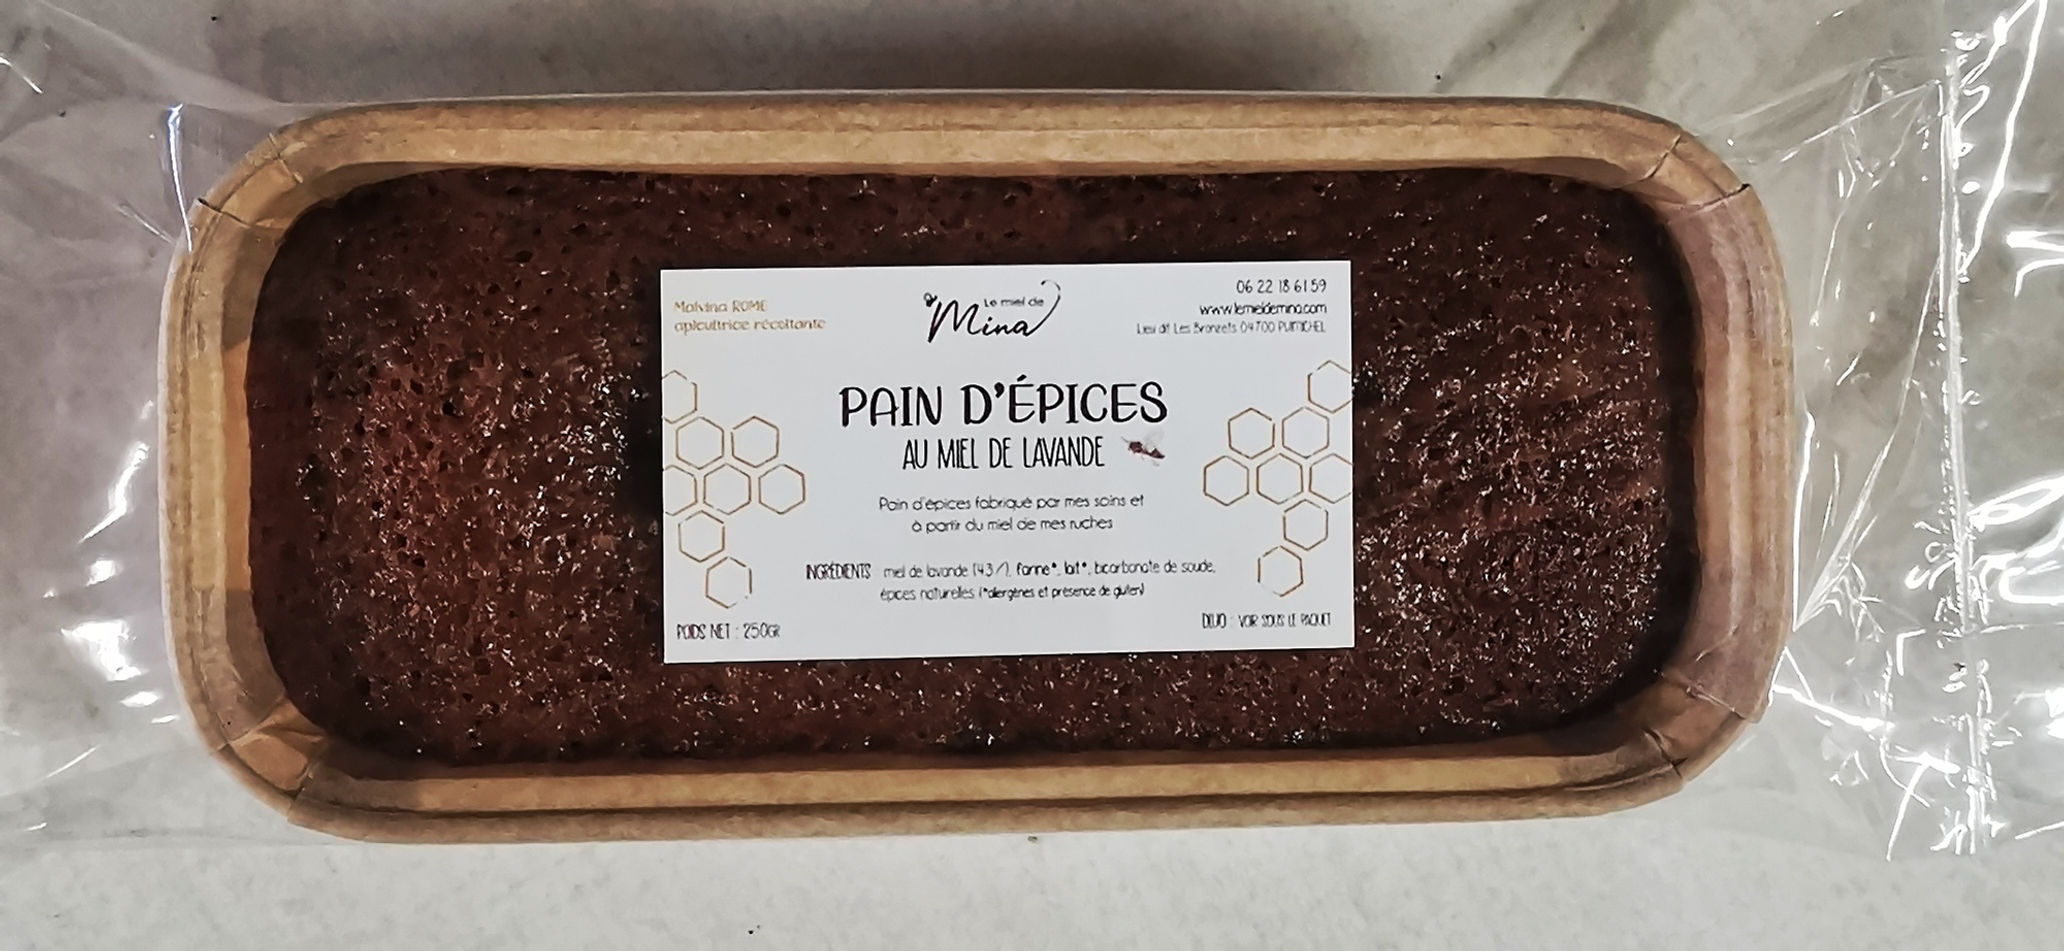 Malvina ROME
apicultrice récoltante
Le miel de
Mina
06 22 18 61 59
www.lemieldemina.com
Lieu dit Les Bronzets 04700 PUIMICHEL
PAIN D'ÉPICES
AU MIEL DE LAVANDE
Pain d'épices fabriqué par mes soins et
à partir du miel de mes ruches
INGRÉDIENTS : miel de lavande (43%), farine*, lait*, bicarbonate de soude,
épices naturelles (*allergènes et présence de gluten)
POIDS NET : 250GR
DLUO : VOIR SOUS LE PAQUET